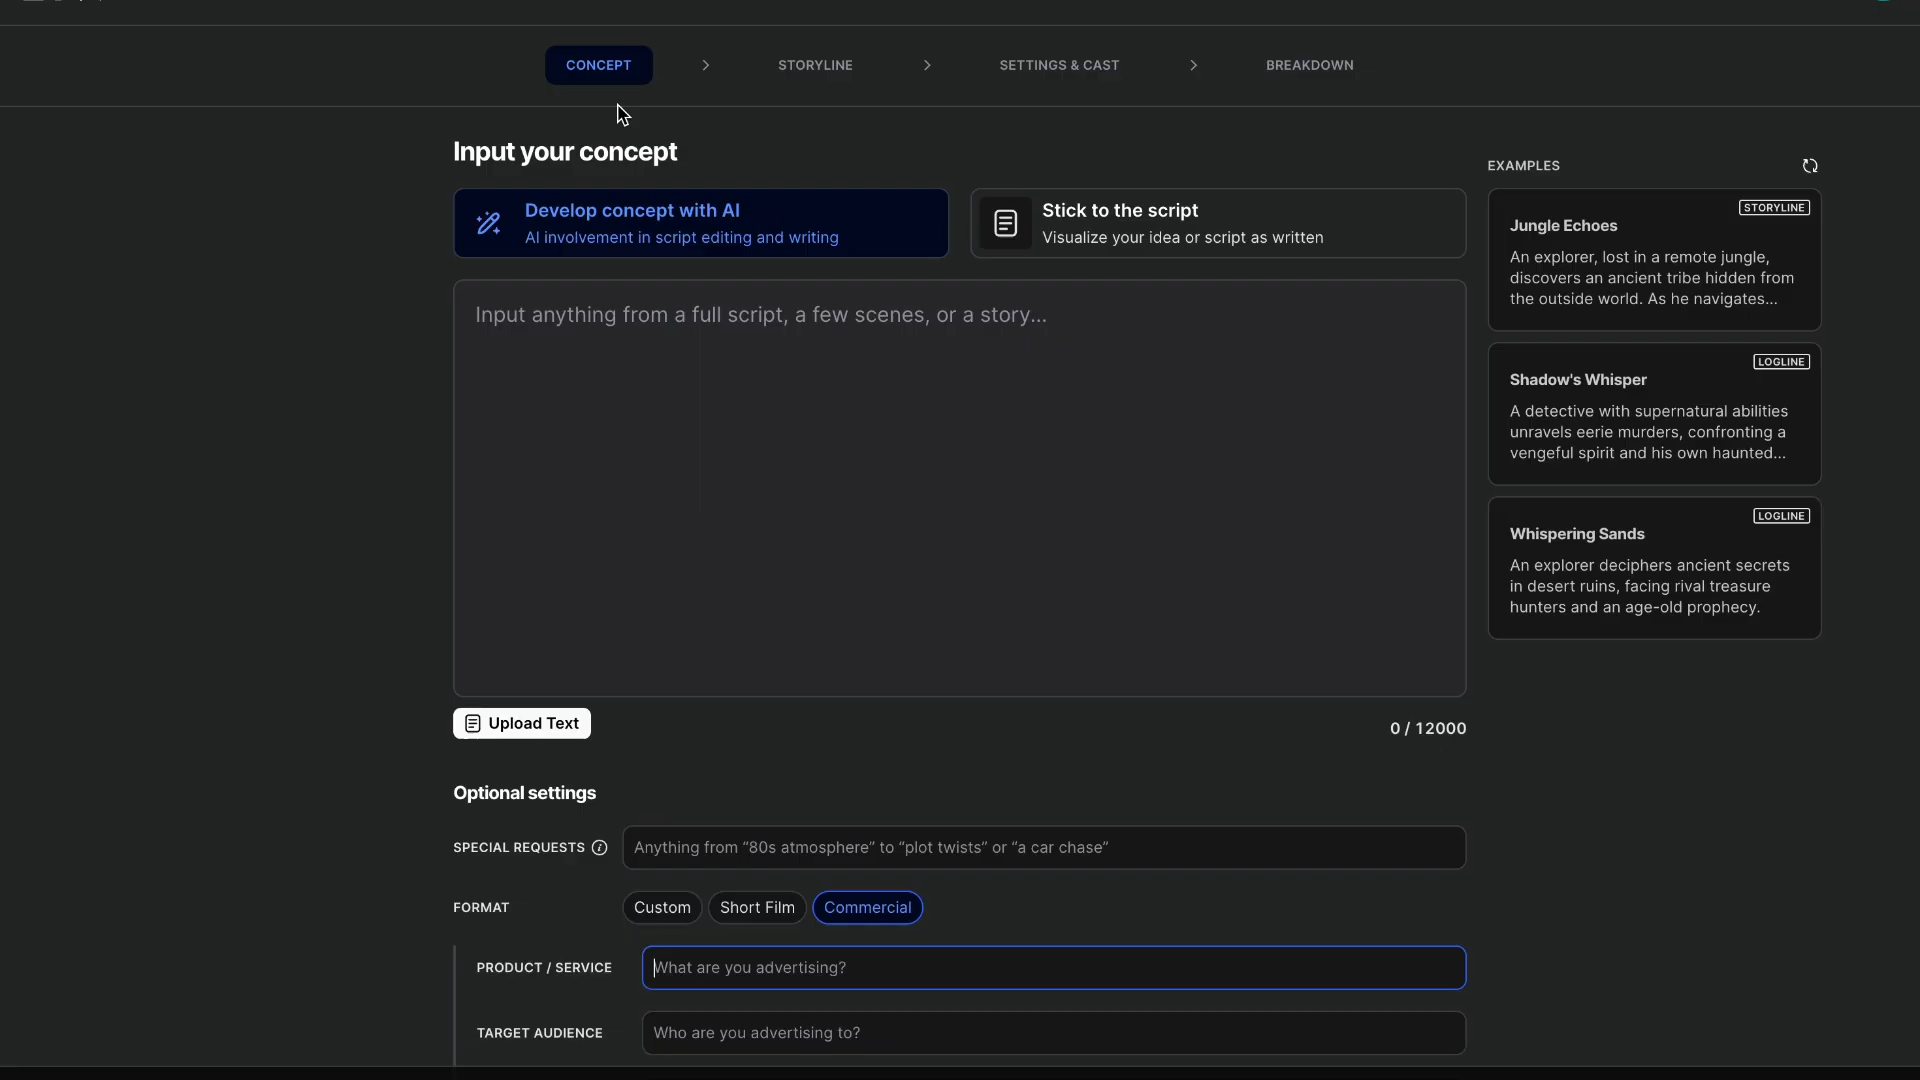 CONCEPT
STORYLINE
SETTINGS & CAST
BREAKDOWN
Input your concept
Develop concept with AI
AI involvement in script editing and writing
Stick to the script
Visualize your idea or script as written
Input anything from a full script, a few scenes, or a story...
Upload Text
0 / 12000
EXAMPLES
STORYLINE
Jungle Echoes
An explorer, lost in a remote jungle,
discovers an ancient tribe hidden from
the outside world. As he navigates...
LOGLINE
Shadow's Whisper
A detective with supernatural abilities
unravels eerie murders, confronting a
vengeful spirit and his own haunted...
LOGLINE
Whispering Sands
An explorer deciphers ancient secrets
in desert ruins, facing rival treasure
hunters and an age-old prophecy.
Optional settings
SPECIAL REQUESTS
Anything from “80s atmosphere” to “plot twists” or “a car chase”
FORMAT
Custom
Short Film
Commercial
PRODUCT / SERVICE
What are you advertising?
TARGET AUDIENCE
Who are you advertising to?